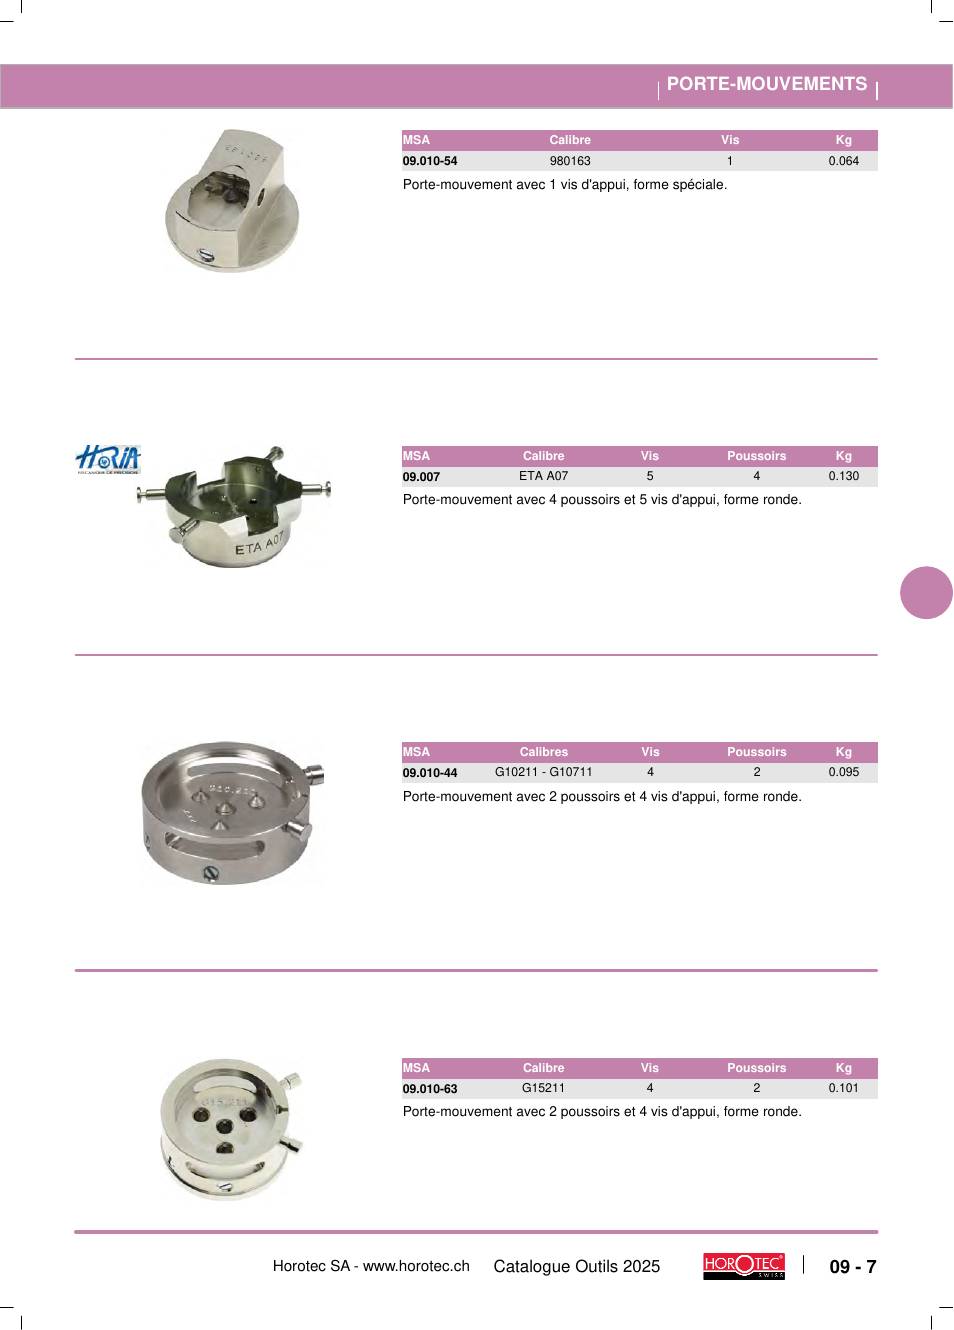 PORTE-MOUVEMENTS
MSA Calibre Vis Kg
09.010-54 980163 1 0.064
Porte-mouvement avec 1 vis d'appui, forme spéciale.
HORIA
MSA Calibre Vis Poussoirs Kg
09.007 ETA A07 5 4 0.130
Porte-mouvement avec 4 poussoirs et 5 vis d'appui, forme ronde.
ETA A07
MSA Calibres Vis Poussoirs Kg
09.010-44 G10211 - G10711 4 2 0.095
Porte-mouvement avec 2 poussoirs et 4 vis d'appui, forme ronde.
MSA Calibre Vis Poussoirs Kg
09.010-63 G15211 4 2 0.101
Porte-mouvement avec 2 poussoirs et 4 vis d'appui, forme ronde.
G15.211
Horotec SA - www.horotec.ch Catalogue Outils 2025 HOROTEC 09 - 7
SWISS